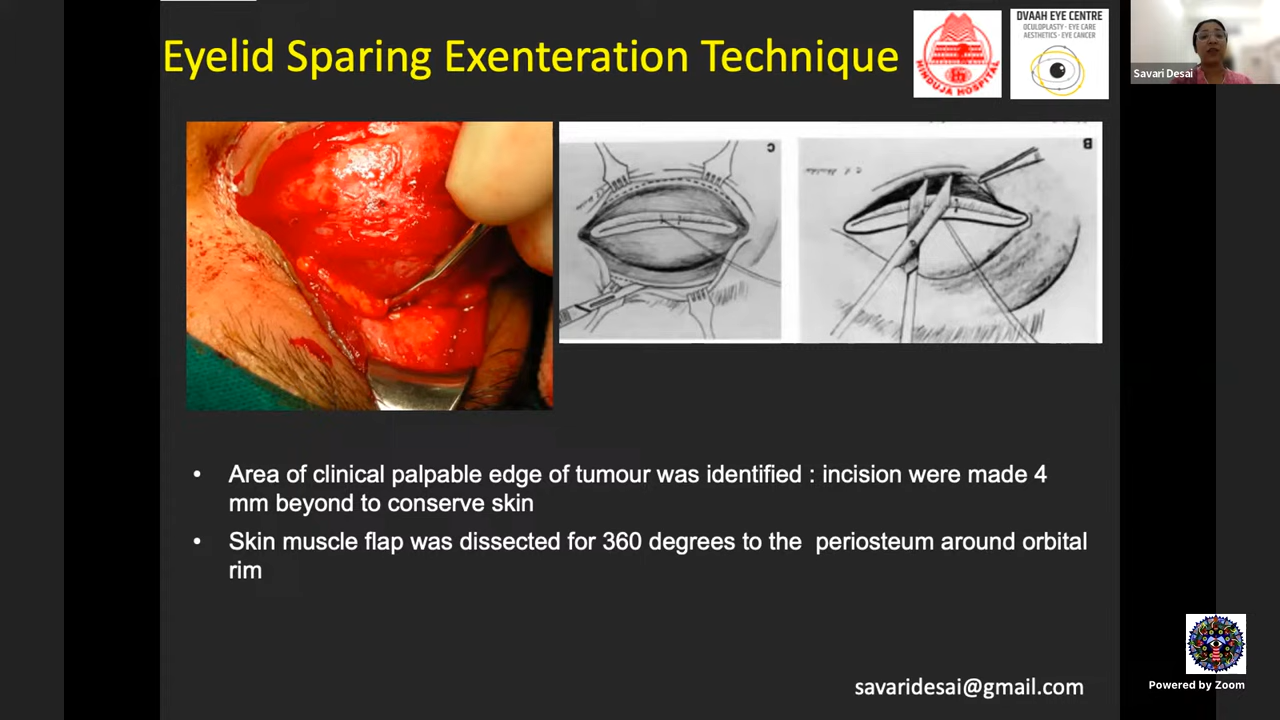 Eyelid Sparing Exenteration Technique
HINDUJA HOSPITAL
DVAAH EYE CENTRE
OCULOPLASTY · EYE CARE
AESTHETICS · EYE CANCER
Savari Desai
C
B
• Area of clinical palpable edge of tumour was identified : incision were made 4
mm beyond to conserve skin
• Skin muscle flap was dissected for 360 degrees to the periosteum around orbital
rim
savaridesai@gmail.com
Powered by Zoom